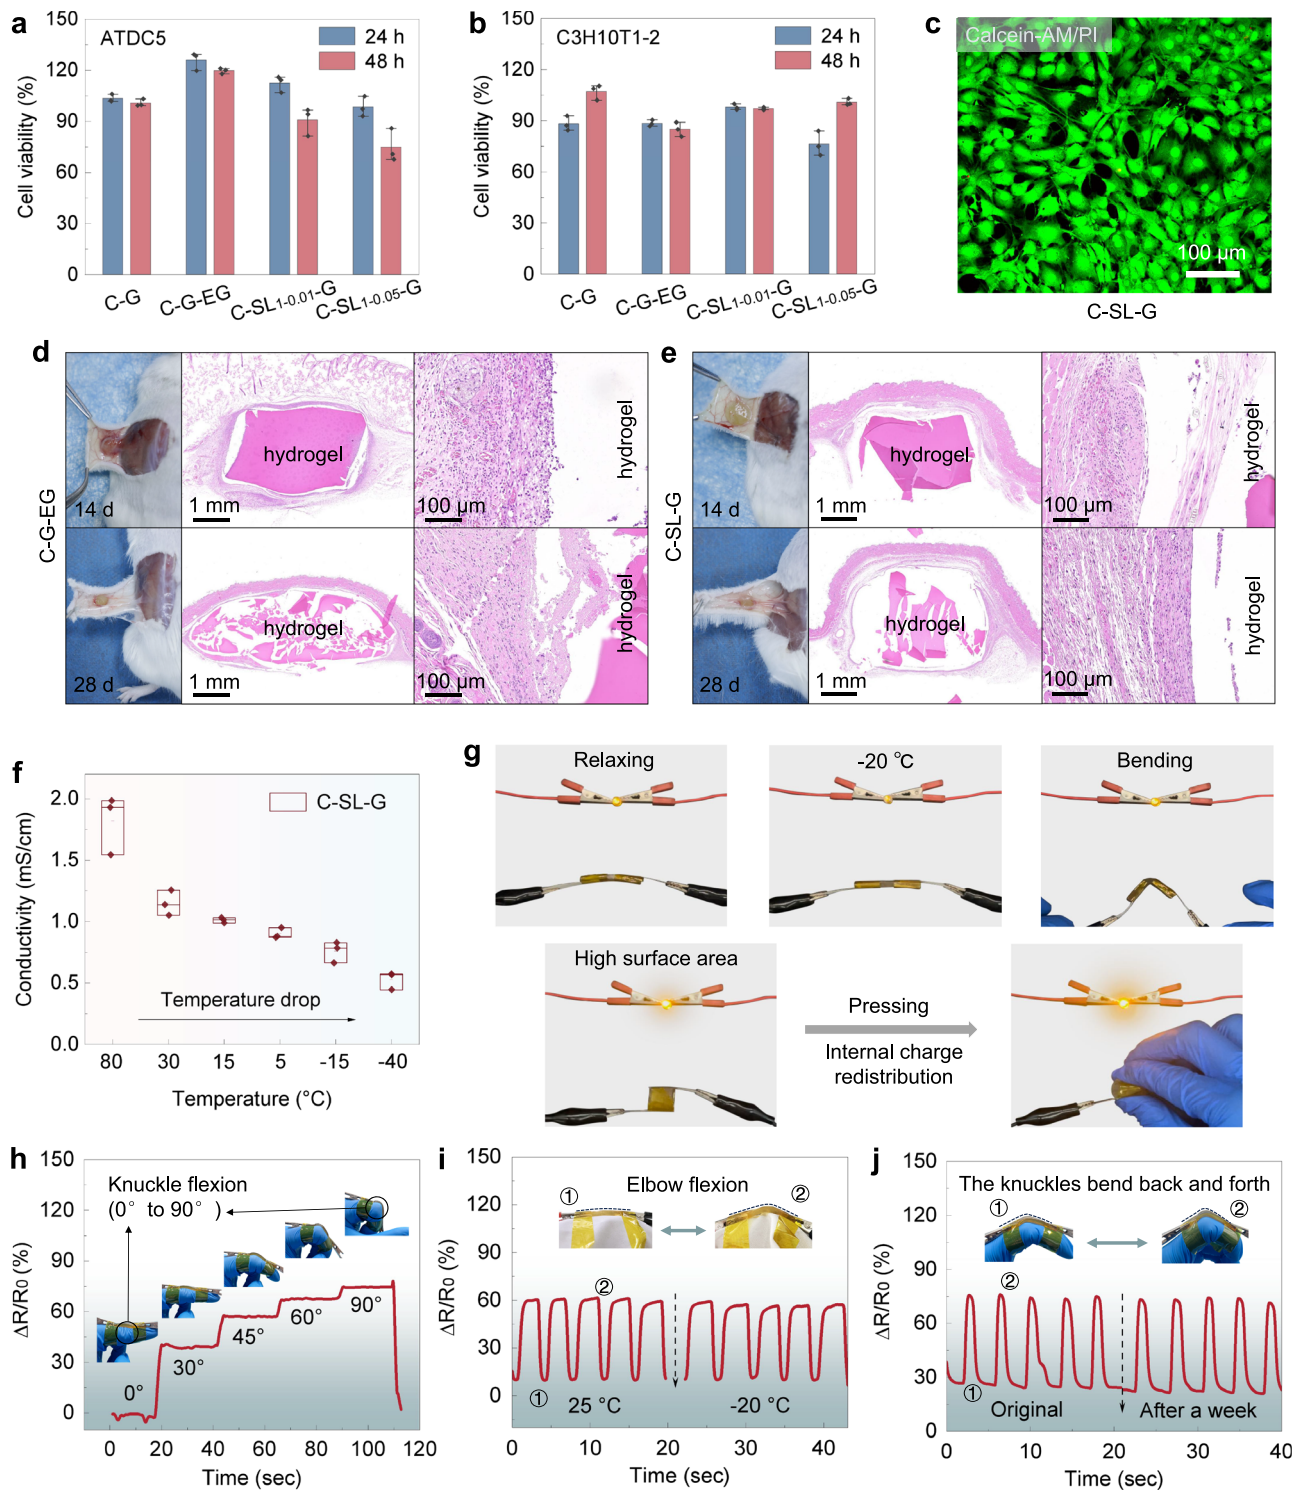 a
ATDC5
24 h
48 h
Cell viability (%)
150
120
90
60
30
0
C-G
C-G-EG
C-SL1-0.01-G
C-SL1-0.05-G
b
C3H10T1-2
24 h
48 h
Cell viability (%)
150
120
90
60
30
0
C-G
C-G-EG
C-SL1-0.01-G
C-SL1-0.05-G
c
Calcein-AM/PI
100 µm
C-SL-G
d
C-G-EG
14 d
hydrogel
1 mm
100 µm
hydrogel
28 d
hydrogel
1 mm
100 µm
hydrogel
e
C-SL-G
14 d
hydrogel
1 mm
100 µm
hydrogel
28 d
hydrogel
1 mm
100 µm
hydrogel
f
C-SL-G
Conductivity (mS/cm)
2.0
1.5
1.0
0.5
0.0
Temperature drop
80
30
15
5
-15
-40
Temperature (°C)
g
Relaxing
-20 °C
Bending
High surface area
Pressing
Internal charge
redistribution
h
Knuckle flexion
(0° to 90°)
ΔR/R0 (%)
150
120
90
60
30
0
0°
30°
45°
60°
90°
0
20
40
60
80
100
120
Time (sec)
i
Elbow flexion
①
②
ΔR/R0 (%)
150
120
90
60
30
0
②
①
25 °C
-20 °C
0
10
20
30
40
Time (sec)
j
The knuckles bend back and forth
①
②
ΔR/R0 (%)
150
120
90
60
30
0
②
①
Original
After a week
0
10
20
30
40
Time (sec)